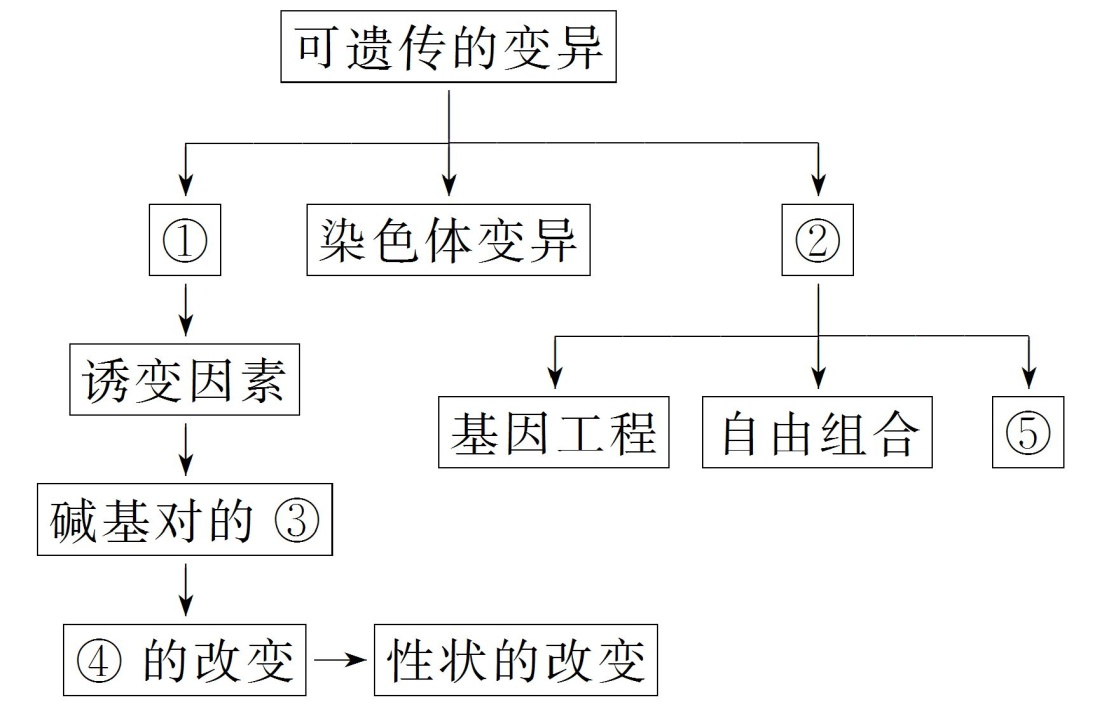 可遗传的变异
①
染色体变异
②
诱变因素
基因工程
自由组合
⑤
碱基对的 ③
④ 的改变
性状的改变